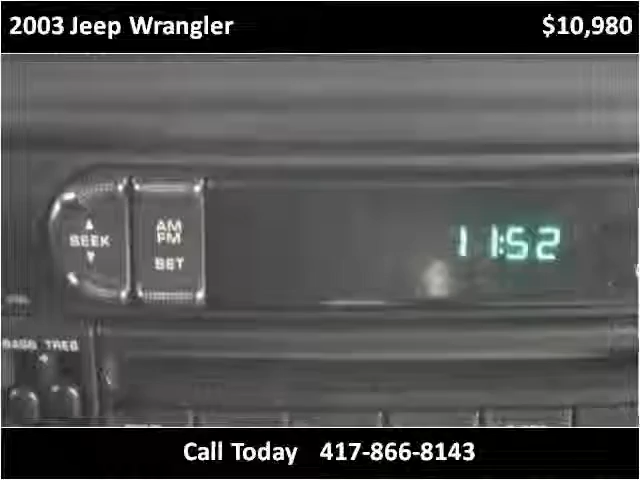 2003 Jeep Wrangler $10,980
SEEK
AM
FM
SET
11:52
BASS TREB
Call Today 417-866-8143